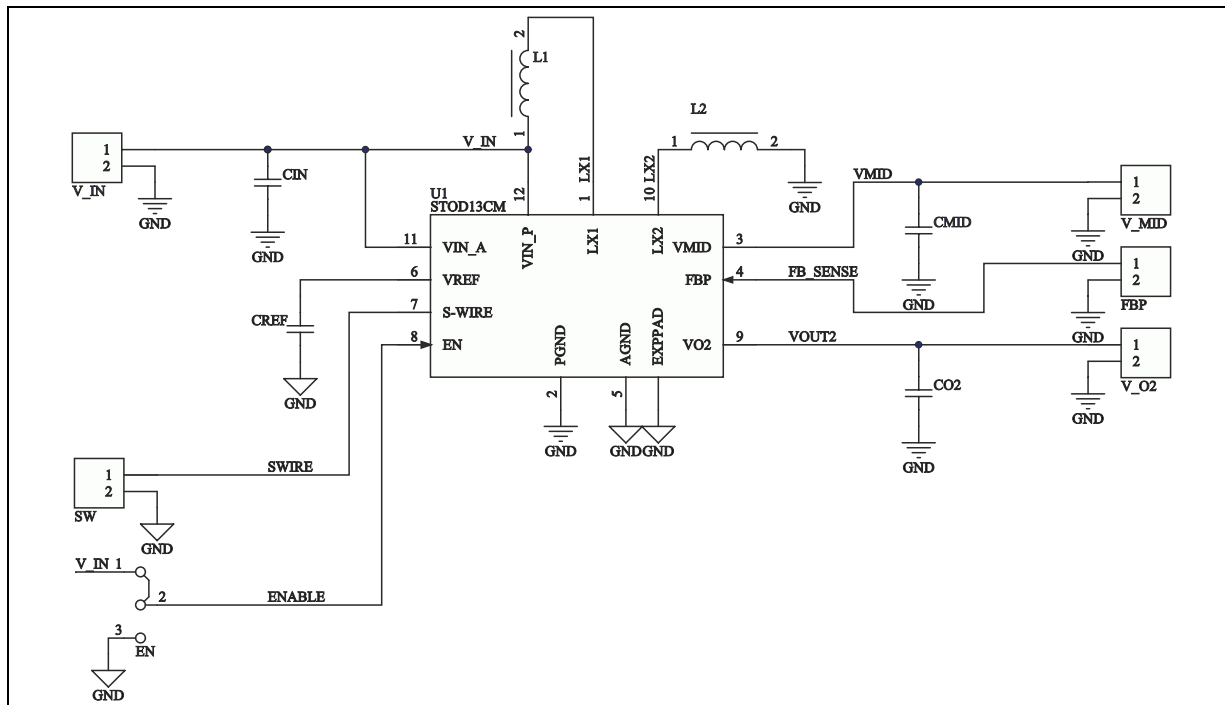 2
L1
1
L2
1
2
V_IN
1
2
V_IN
GND
CIN
GND
12
1 LX1
10 LX2
GND
VMID
1
2
V_MID
GND
CMID
GND
U1
STOD13CM
11
VIN_A
VIN_P
LX1
LX2
VMID
3
6
VREF
FBP
4
FB_SENSE
1
2
FBP
GND
7
S-WIRE
CREF
GND
8
EN
PGND
AGND
EXPPAD
VO2
9
VOUT2
1
2
V_O2
GND
CO2
GND
2
5
GND
GND
GND
1
2
SW
SWIRE
GND
V_IN 1
2
ENABLE
3
EN
GND